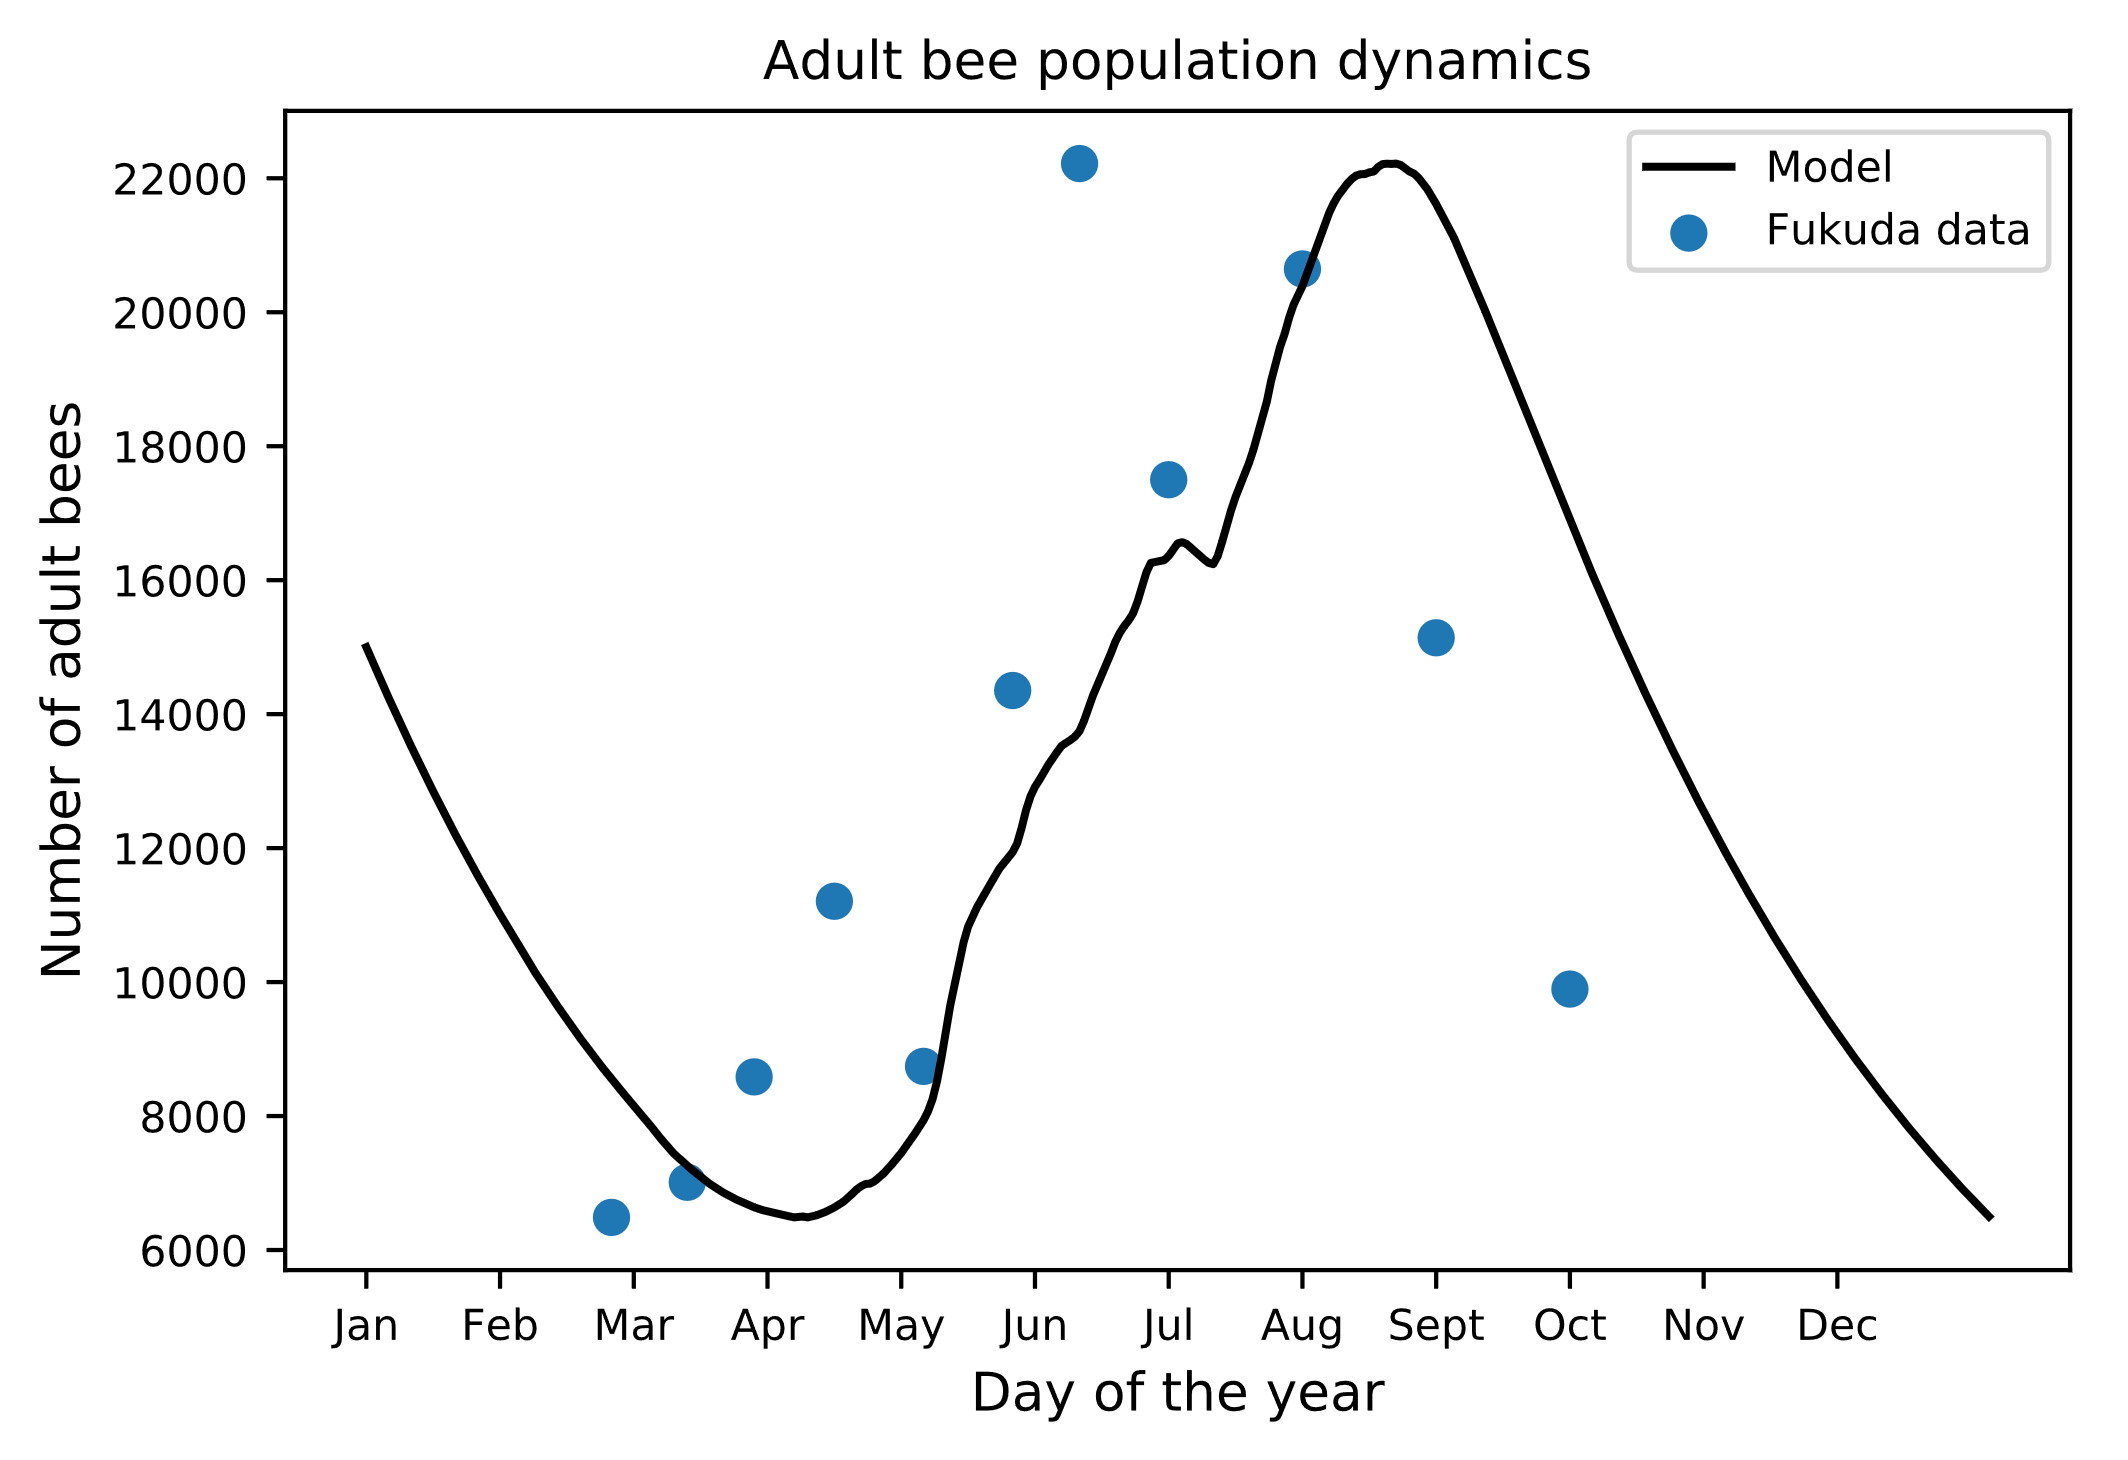 Adult bee population dynamics
Model
Fukuda data
22000
20000
18000
16000
14000
12000
10000
8000
6000
Number of adult bees
Jan Feb Mar Apr May Jun Jul Aug Sept Oct Nov Dec
Day of the year